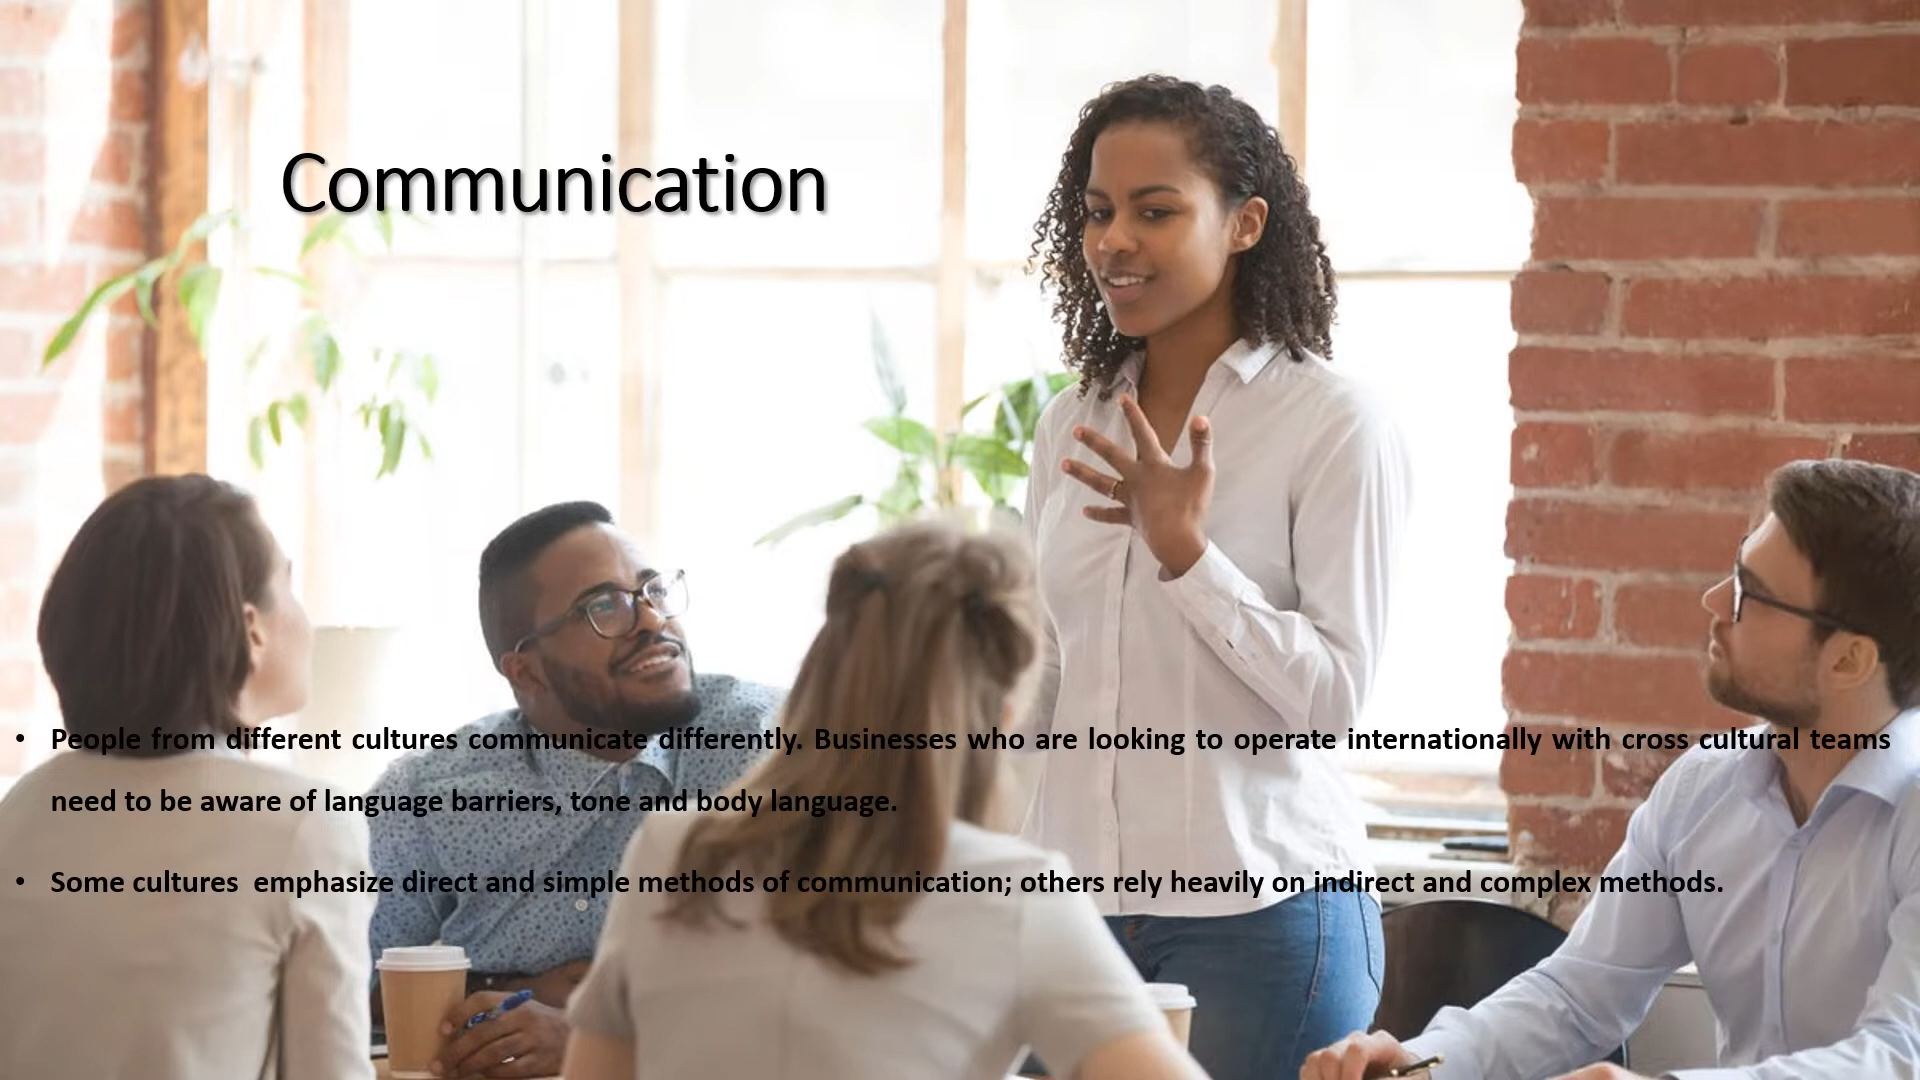 Communication
• People from different cultures communicate differently. Businesses who are looking to operate internationally with cross cultural teams
need to be aware of language barriers, tone and body language.
• Some cultures  emphasize direct and simple methods of communication; others rely heavily on indirect and complex methods.